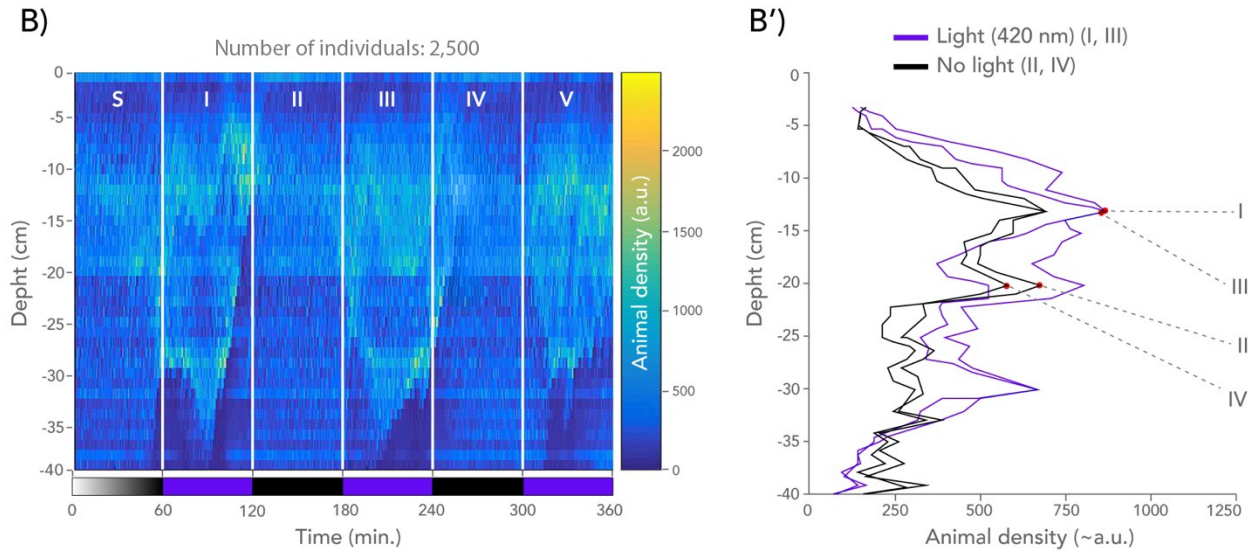 B)
Number of individuals: 2,500
S I II III IV V
0
-5
-10
-15
-20
-25
-30
-35
-40
Depht (cm)
0 60 120 180 240 300 360
Time (min.)
2000
1500
1000
500
0
Animal density (a.u.)
B')
Light (420 nm) (I, III)
No light (II, IV)
0
-5
-10
-15
-20
-25
-30
-35
-40
Depht (cm)
I
III
II
IV
250 500 750 1000 1250
Animal density (~a.u.)